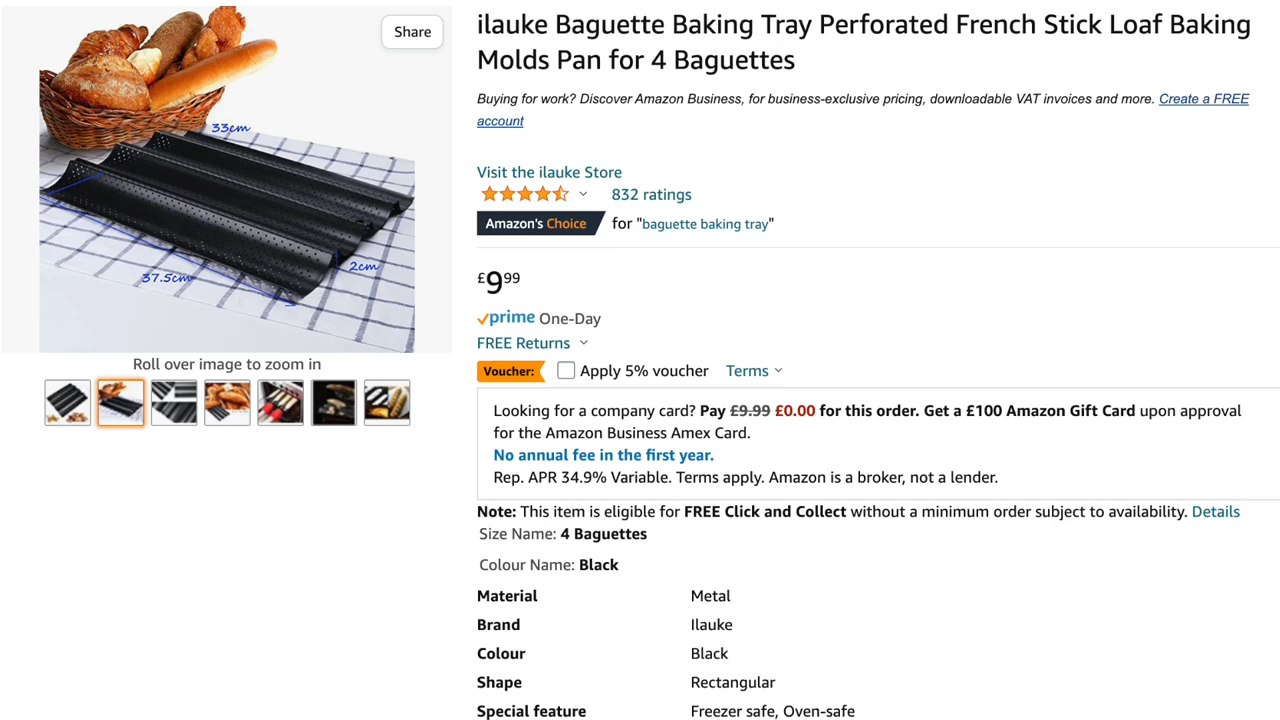 Share
33cm
2cm
37.5cm
Roll over image to zoom in
ilauke Baguette Baking Tray Perforated French Stick Loaf Baking
Molds Pan for 4 Baguettes
Buying for work? Discover Amazon Business, for business-exclusive pricing, downloadable VAT invoices and more. Create a FREE
account
Visit the ilauke Store
832 ratings
Amazon's Choice for "baguette baking tray"
£9.99
prime One-Day
FREE Returns
Voucher: Apply 5% voucher Terms
Looking for a company card? Pay £9.99 £0.00 for this order. Get a £100 Amazon Gift Card upon approval
for the Amazon Business Amex Card.
No annual fee in the first year.
Rep. APR 34.9% Variable. Terms apply. Amazon is a broker, not a lender.
Note: This item is eligible for FREE Click and Collect without a minimum order subject to availability. Details
Size Name: 4 Baguettes
Colour Name: Black
Material Metal
Brand Ilauke
Colour Black
Shape Rectangular
Special feature Freezer safe, Oven-safe